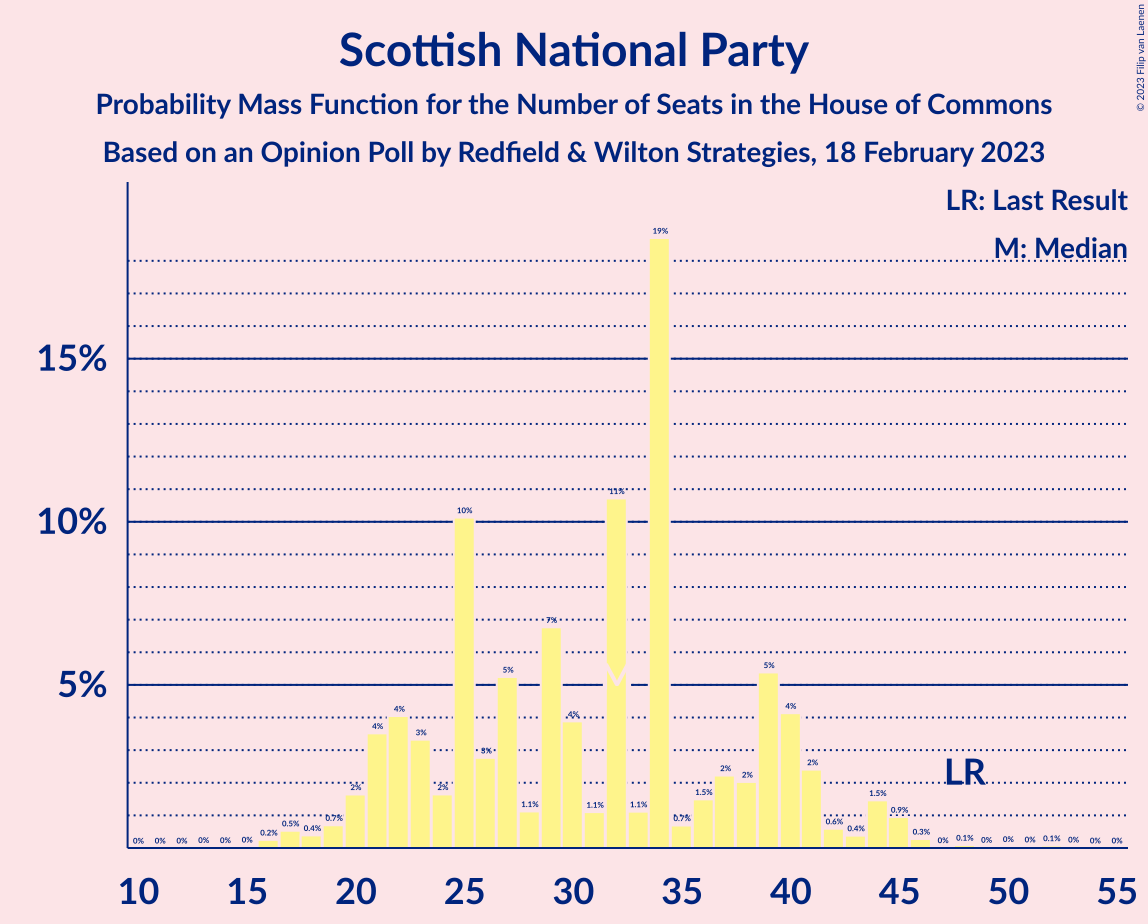 Scottish National Party
Probability Mass Function for the Number of Seats in the House of Commons
Based on an Opinion Poll by Redfield & Wilton Strategies, 18 February 2023
© 2023 Filip van Laenen
LR: Last Result
M: Median
15%
10%
5%
0% 0% 0% 0% 0% 0% 0.2% 0.5% 0.4% 0.7% 2% 4% 4% 3% 2% 10% 3% 5% 1.1% 7% 4% 1.1% 11% 1.1% 19% 0.7% 1.5% 2% 2% 5% 4% 2% 0.6% 0.4% 1.5% 0.9% 0.3% 0% 0.1% 0% 0% 0% 0.1% 0% 0% 0%
M
LR
10 15 20 25 30 35 40 45 50 55